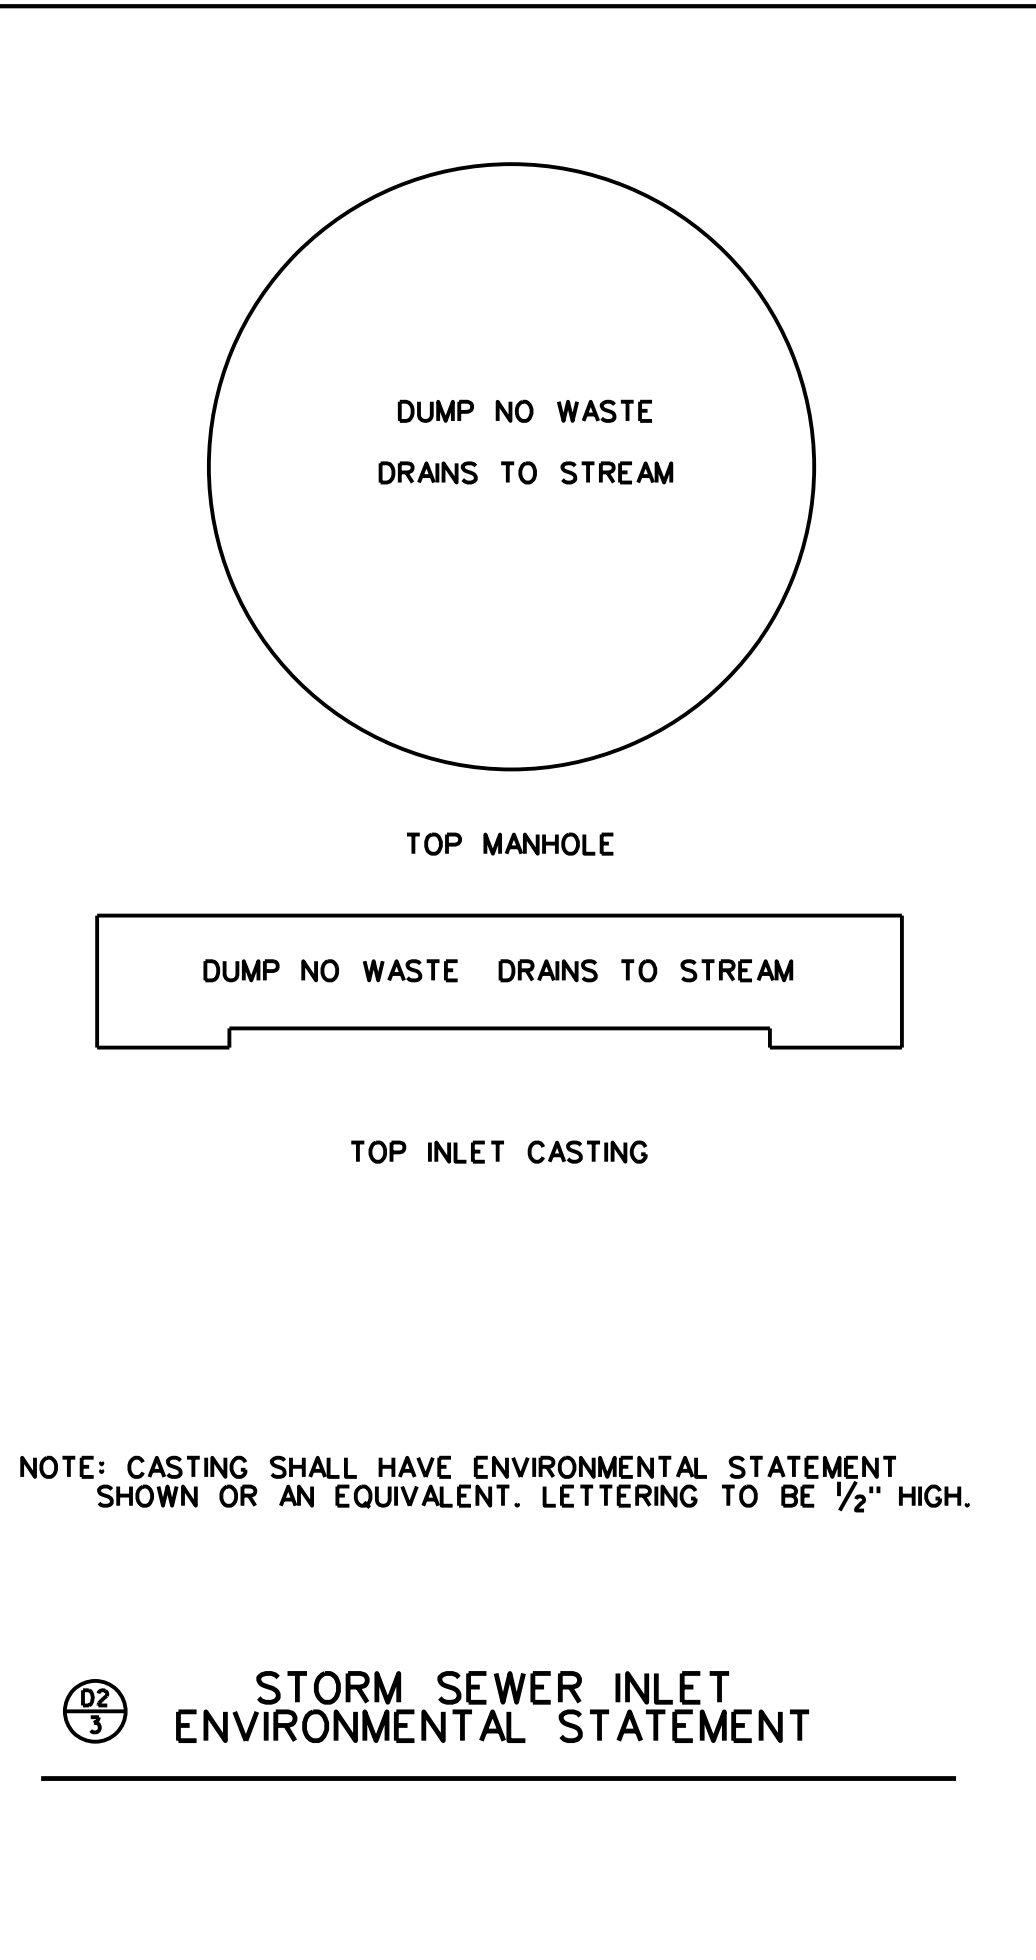 DUMP NO WASTE
DRAINS TO STREAM
TOP MANHOLE
DUMP NO WASTE DRAINS TO STREAM
TOP INLET CASTING
NOTE: CASTING SHALL HAVE ENVIRONMENTAL STATEMENT
SHOWN OR AN EQUIVALENT. LETTERING TO BE 1/2" HIGH.
D2
3
STORM SEWER INLET
ENVIRONMENTAL STATEMENT